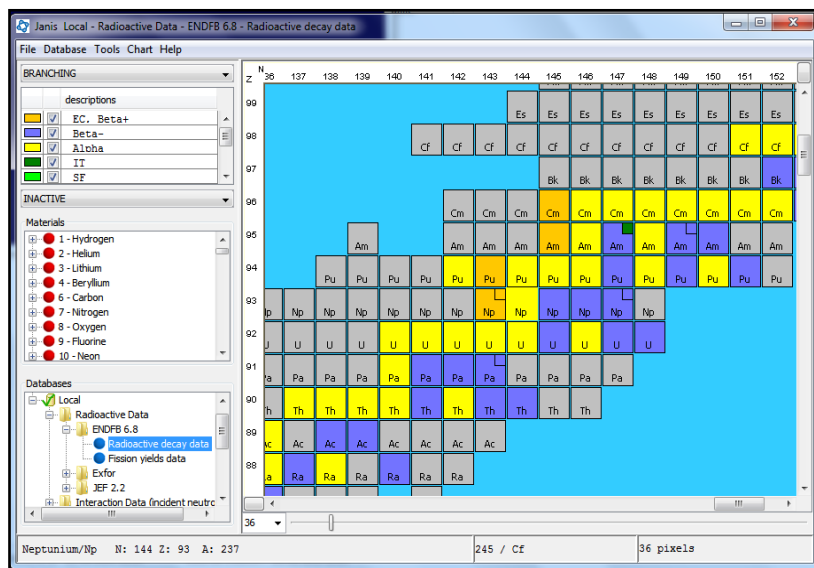 Janis Local - Radioactive Data - ENDFB 6.8 - Radioactive decay data
File Database Tools Chart Help
BRANCHING
descriptions
EC. Beta+
Beta-
Alpha
IT
SF
INACTIVE
Materials
1 - Hydrogen
2 - Helium
3 - Lithium
4 - Beryllium
6 - Carbon
7 - Nitrogen
8 - Oxygen
9 - Fluorine
10 - Neon
Databases
Local
Radioactive Data
ENDFB 6.8
Radioactive decay data
Fission yields data
Exfor
JEF 2.2
Interaction Data (incident neutrc
Z N 36 137 138 139 140 141 142 143 144 145 146 147 148 149 150 151 152
99 Es Es Es Es Es Es Es Es Es
98 Cf Cf Cf Cf Cf Cf Cf Cf Cf Cf Cf Cf
97 Bk Bk Bk Bk Bk Bk Bk Bk
96 Cm Cm Cm Cm Cm Cm Cm Cm Cm Cm Cm
95 Am Am Am Am Am Am Am Am Am Am Am Am
94 Pu Pu Pu Pu Pu Pu Pu Pu Pu Pu Pu Pu Pu Pu Pu
93 Np Np Np Np Np Np Np Np Np Np Np Np Np
92 U U U U U U U U U U U U U
91 Pa Pa Pa Pa Pa Pa Pa Pa Pa Pa Pa Pa
90 Th Th Th Th Th Th Th Th Th Th Th
89 Ac Ac Ac Ac Ac Ac Ac Ac
88 Ra Ra Ra Ra Ra Ra Ra
36
Neptunium/Np N: 144 Z: 93 A: 237 245 / Cf 36 pixels